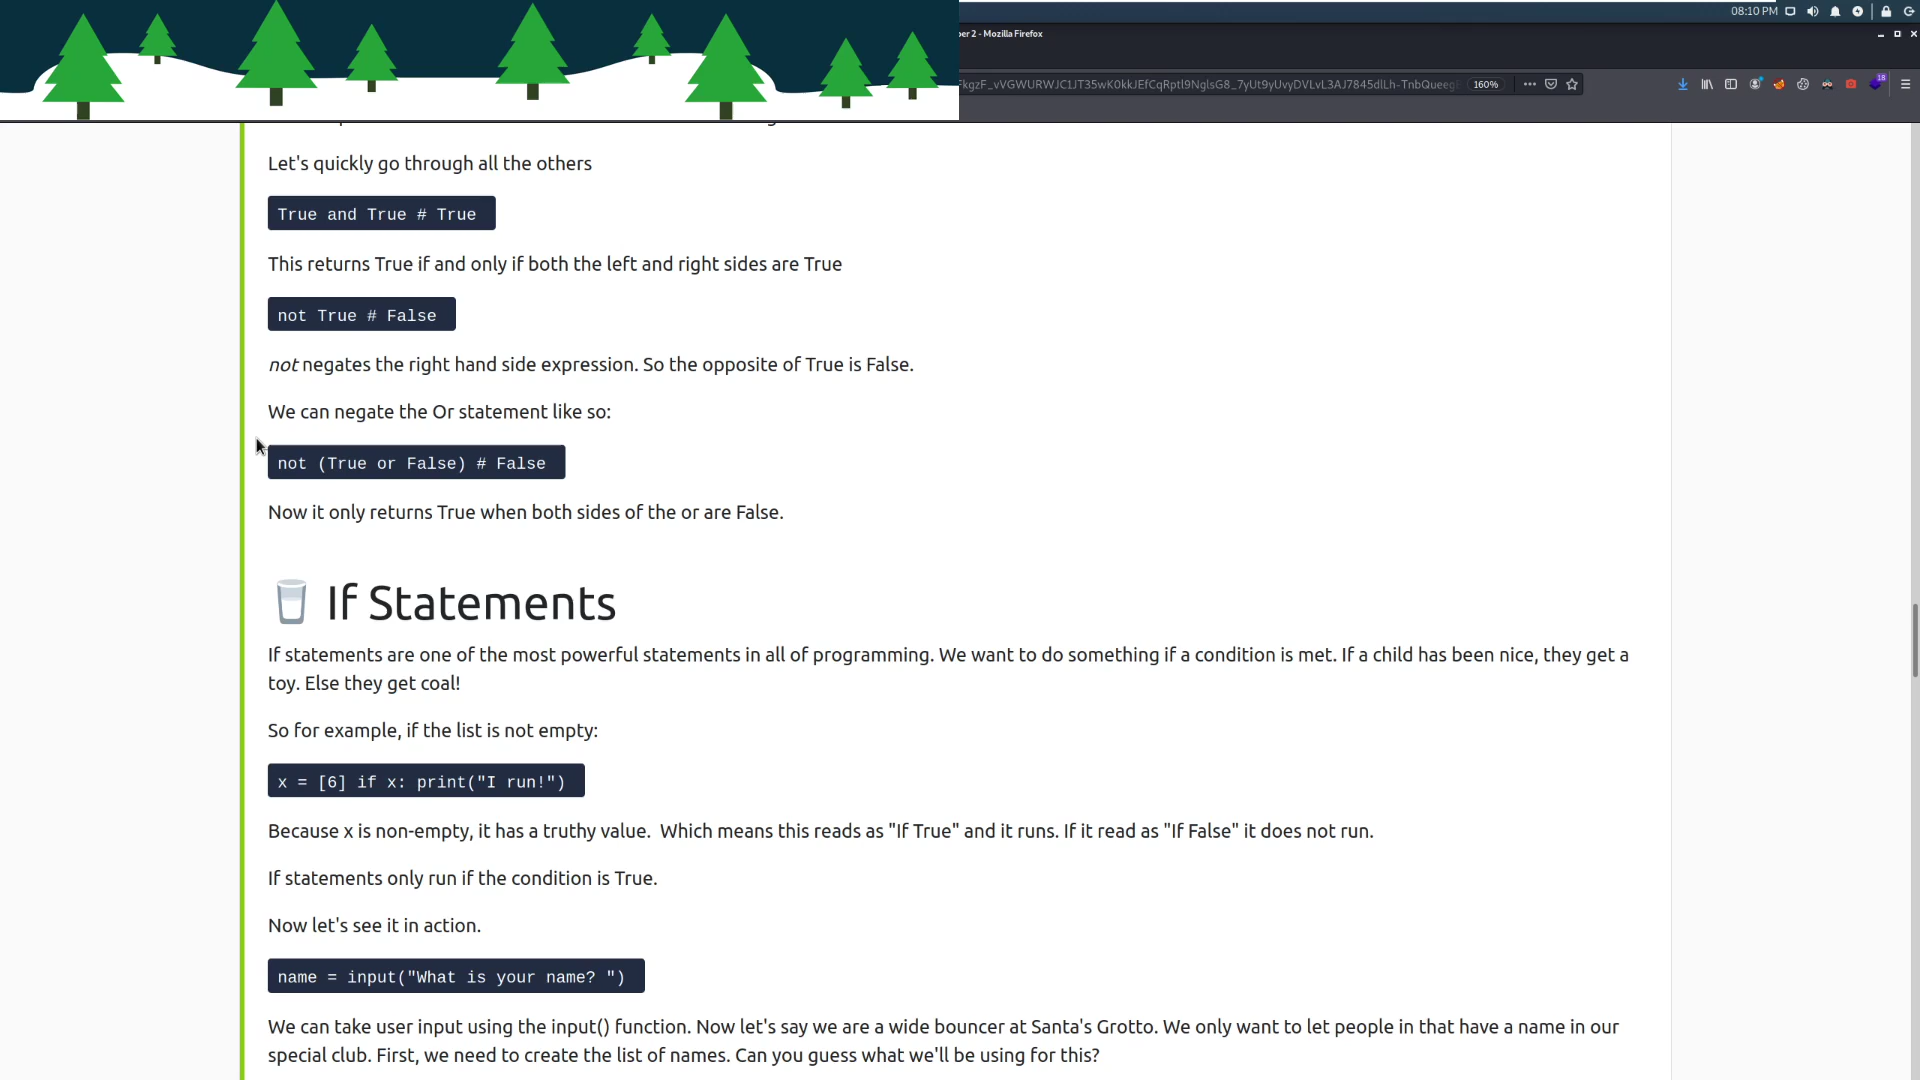 08:10 PM
per 2 - Mozilla Firefox
160%
18
Let's quickly go through all the others
True and True # True
This returns True if and only if both the left and right sides are True
not True # False
not negates the right hand side expression. So the opposite of True is False.
We can negate the Or statement like so:
not (True or False) # False
Now it only returns True when both sides of the or are False.
If Statements
If statements are one of the most powerful statements in all of programming. We want to do something if a condition is met. If a child has been nice, they get a
toy. Else they get coal!
So for example, if the list is not empty:
x = [6] if x: print("I run!")
Because x is non-empty, it has a truthy value.  Which means this reads as "If True" and it runs. If it read as "If False" it does not run.
If statements only run if the condition is True.
Now let's see it in action.
name = input("What is your name? ")
We can take user input using the input() function. Now let's say we are a wide bouncer at Santa's Grotto. We only want to let people in that have a name in our
special club. First, we need to create the list of names. Can you guess what we'll be using for this?